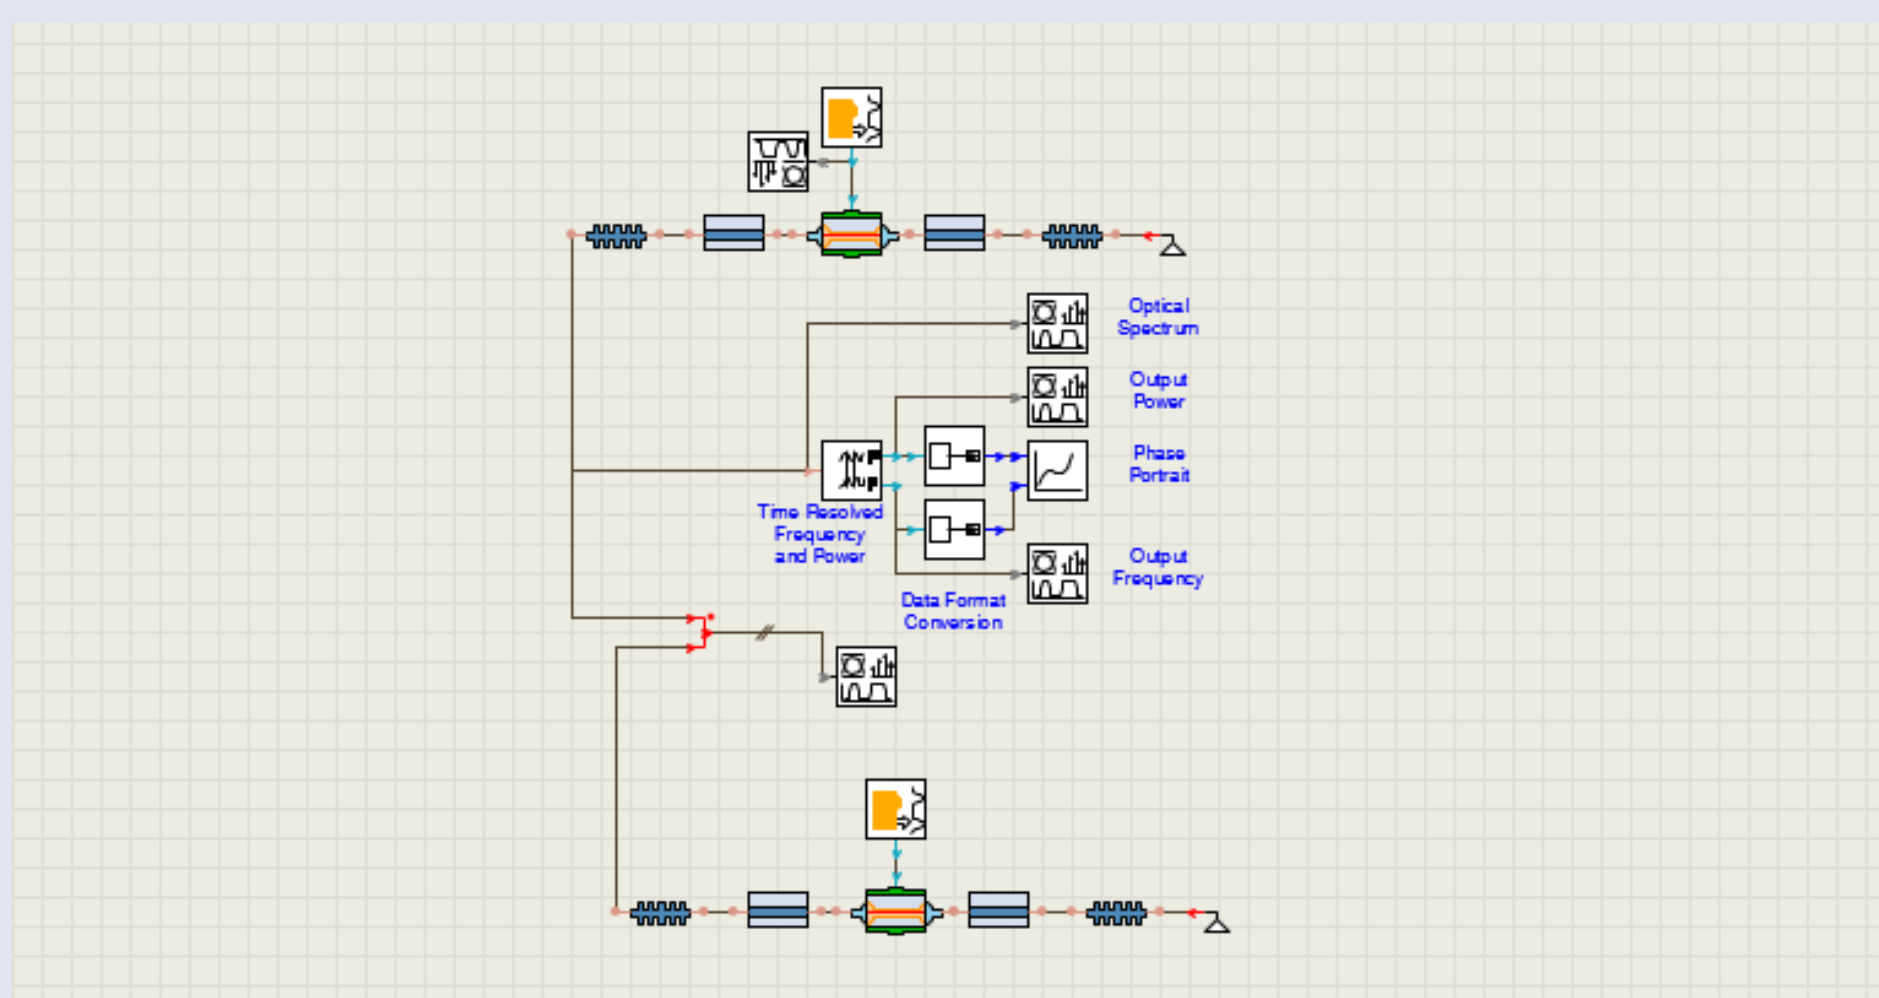 Optical
Spectrum
Output
Power
Phase
Portrait
Time Resolved
Frequency
and Power
Output
Frequency
Data Format
Conversion